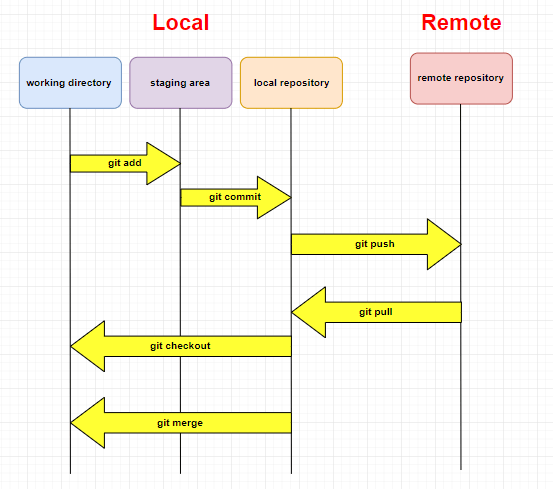 Local
Remote
working directory
staging area
local repository
remote repository
git add
git commit
git push
git pull
git checkout
git merge